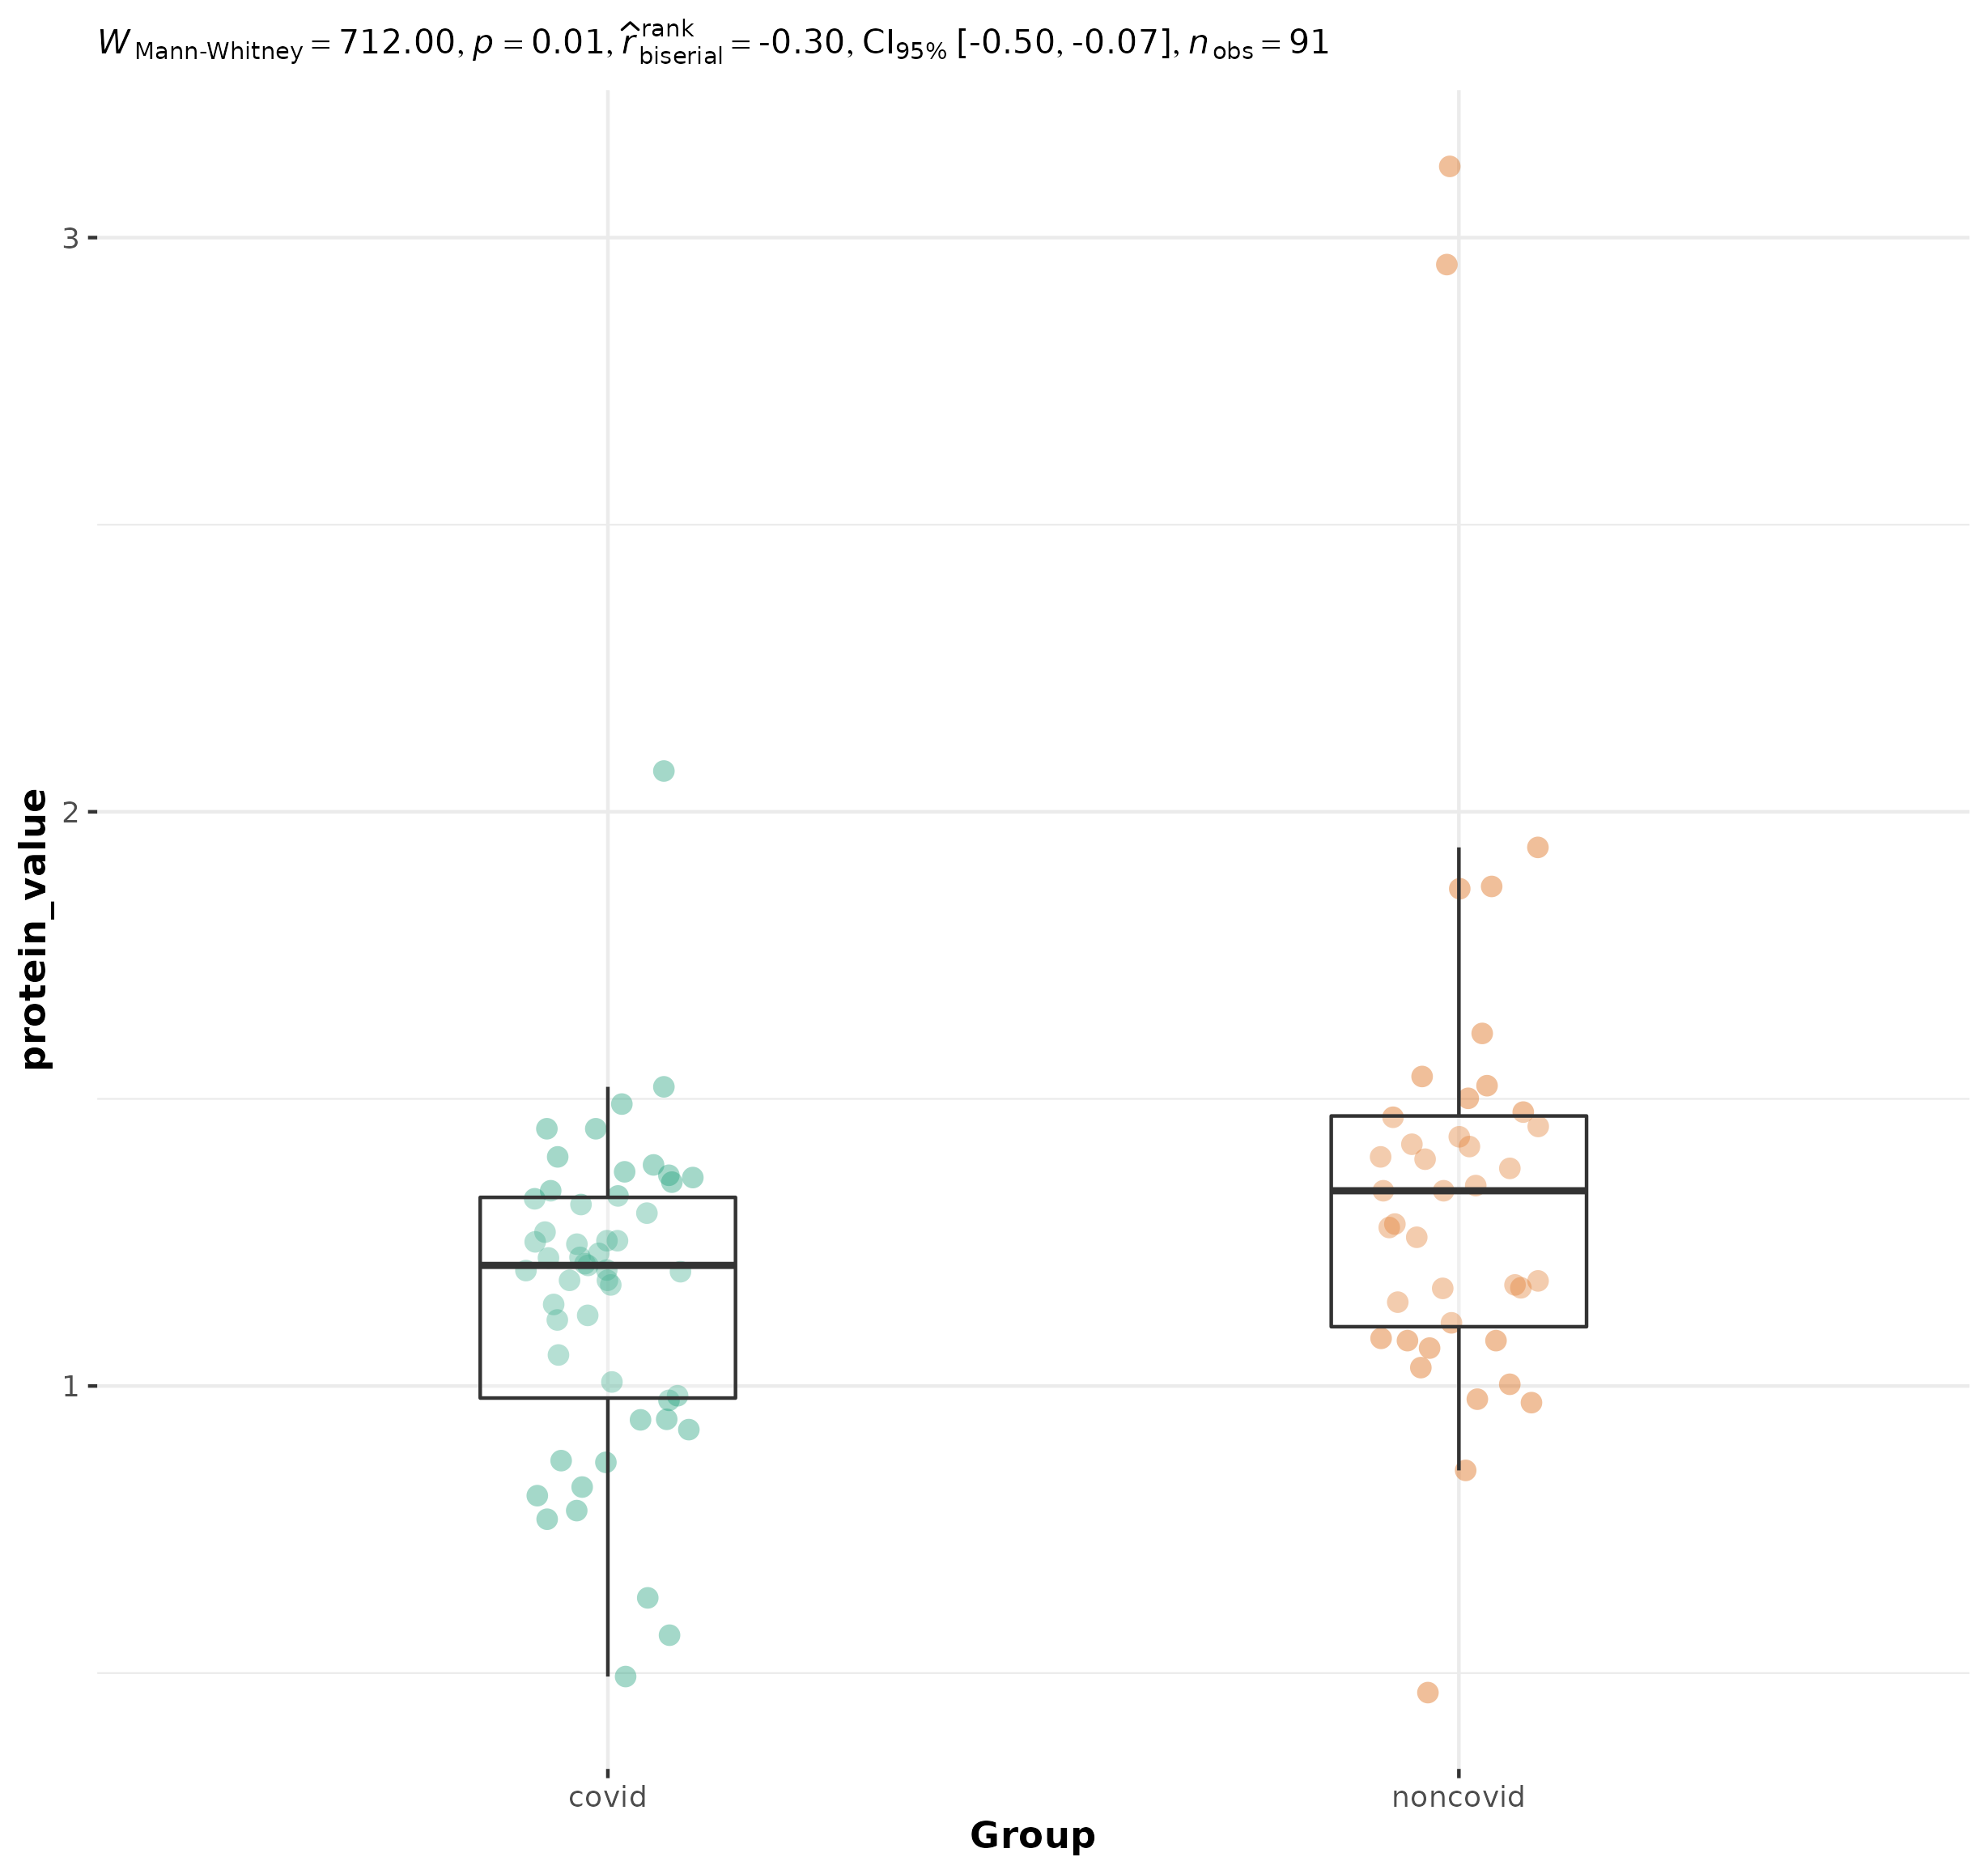 W Mann-Whitney = 712.00, p = 0.01, r̂ rank biserial = -0.30, CI95% [-0.50, -0.07], n obs = 91
3
2
1
protein_value
covid noncovid
Group